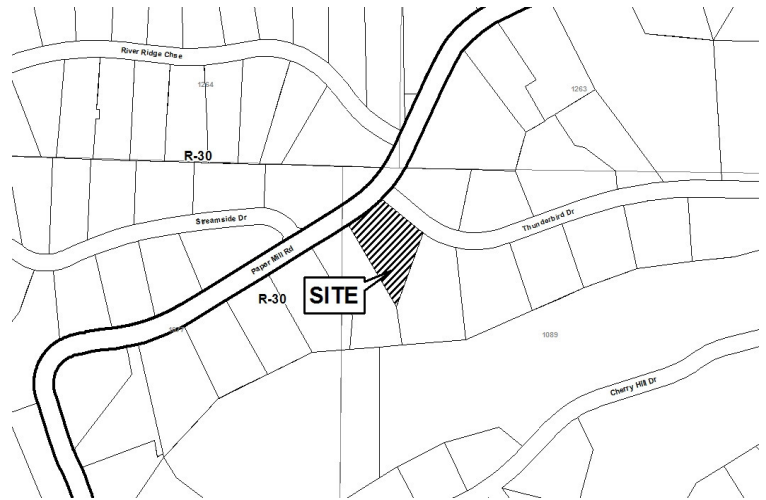 River Ridge Chse
1264
1263
R-30
Streamside Dr
Thunderbird Dr
Paper Mill Rd
R-30
SITE
1089
Cherry Hill Dr